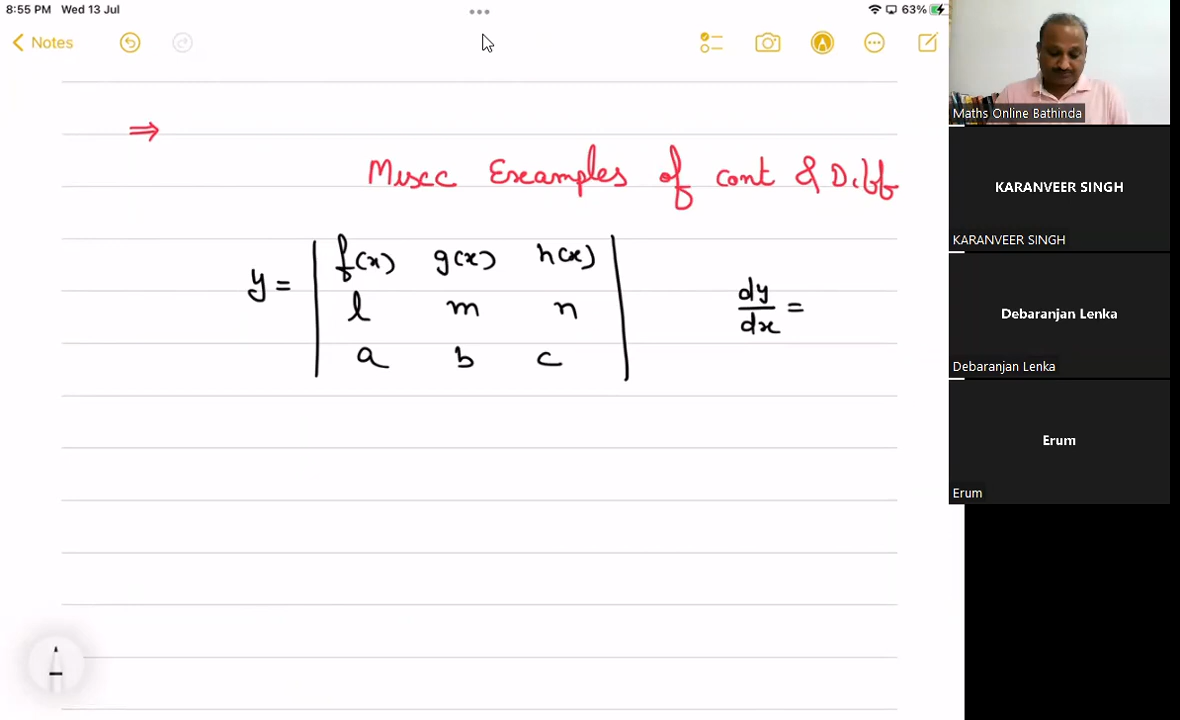 8:55 PM Wed 13 Jul
63%
Notes
⇒
Miscc Examples of cont & Diff
y = | f(x) g(x) h(x) |
| l m n |
| a b c |
dy/dx =
Maths Online Bathinda
KARANVEER SINGH
KARANVEER SINGH
Debaranjan Lenka
Debaranjan Lenka
Erum
Erum